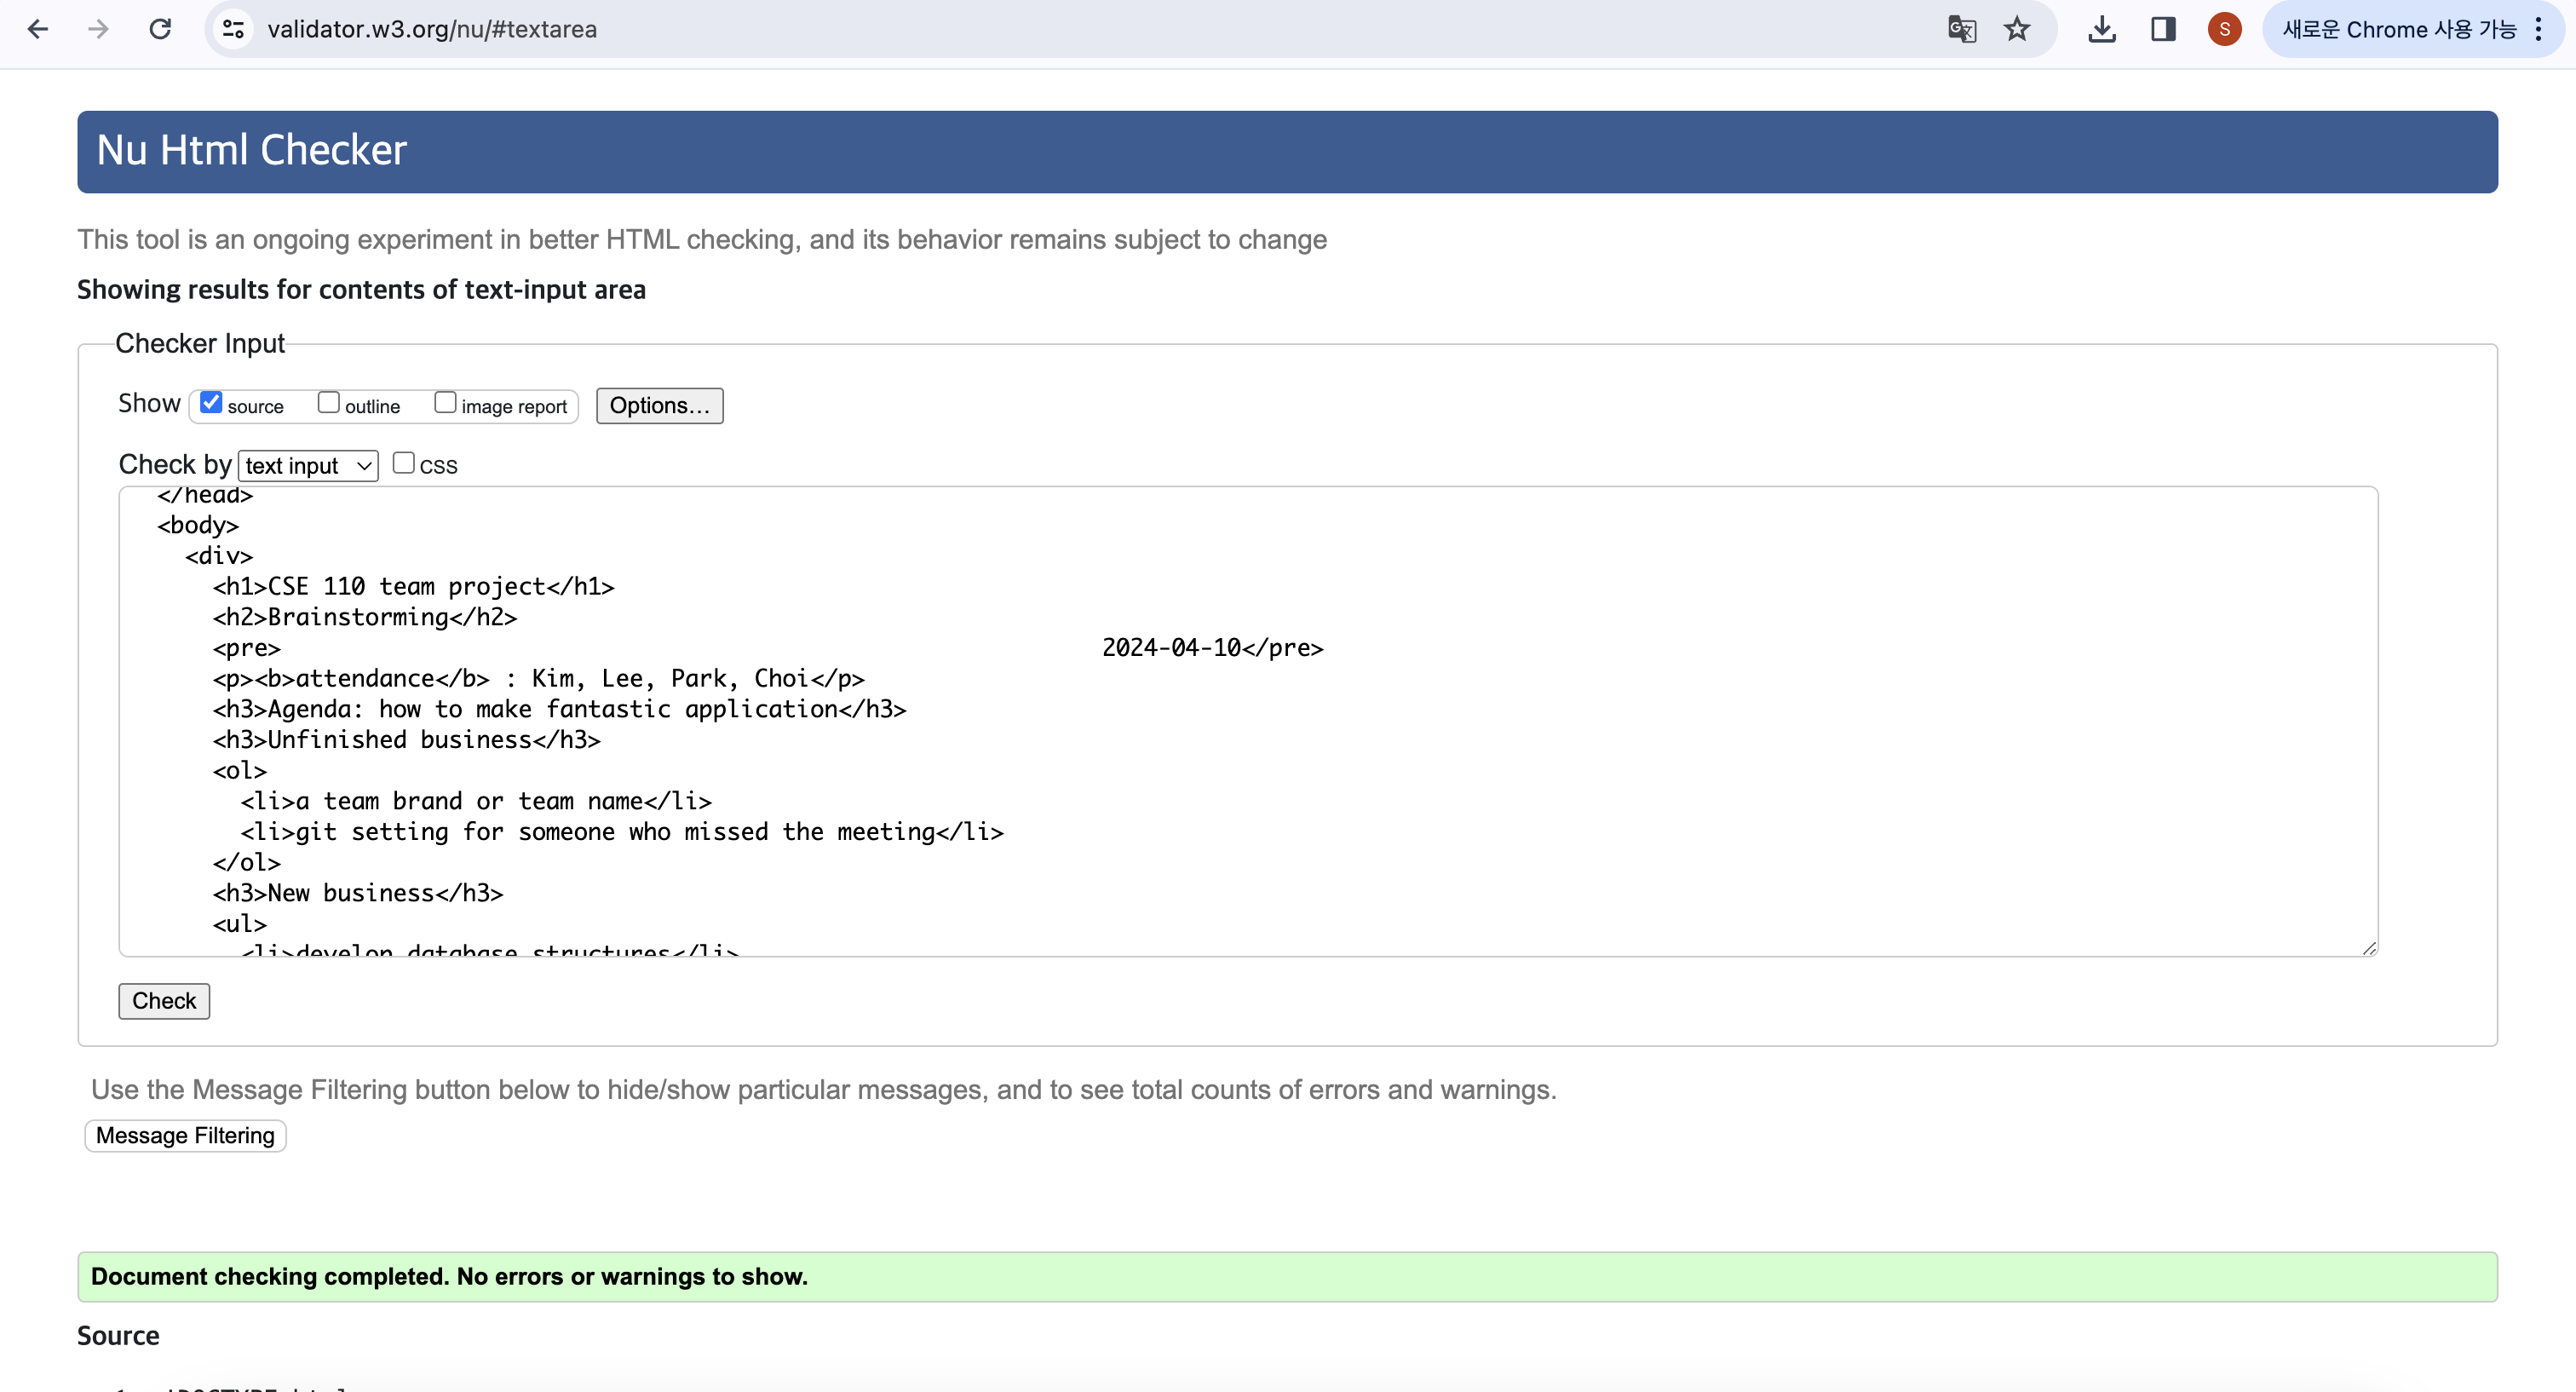 validator.w3.org/nu/#textarea
S
새로운 Chrome 사용 가능
Nu Html Checker
This tool is an ongoing experiment in better HTML checking, and its behavior remains subject to change
Showing results for contents of text-input area
Checker Input
Show source outline image report Options...
Check by text input CSS
</head>
<body>
<div>
<h1>CSE 110 team project</h1>
<h2>Brainstorming</h2>
<pre> 2024-04-10</pre>
<p><b>attendance</b> : Kim, Lee, Park, Choi</p>
<h3>Agenda: how to make fantastic application</h3>
<h3>Unfinished business</h3>
<ol>
<li>a team brand or team name</li>
<li>git setting for someone who missed the meeting</li>
</ol>
<h3>New business</h3>
<ul>
<li>develop database structures</li>
Check
Use the Message Filtering button below to hide/show particular messages, and to see total counts of errors and warnings.
Message Filtering
Document checking completed. No errors or warnings to show.
Source